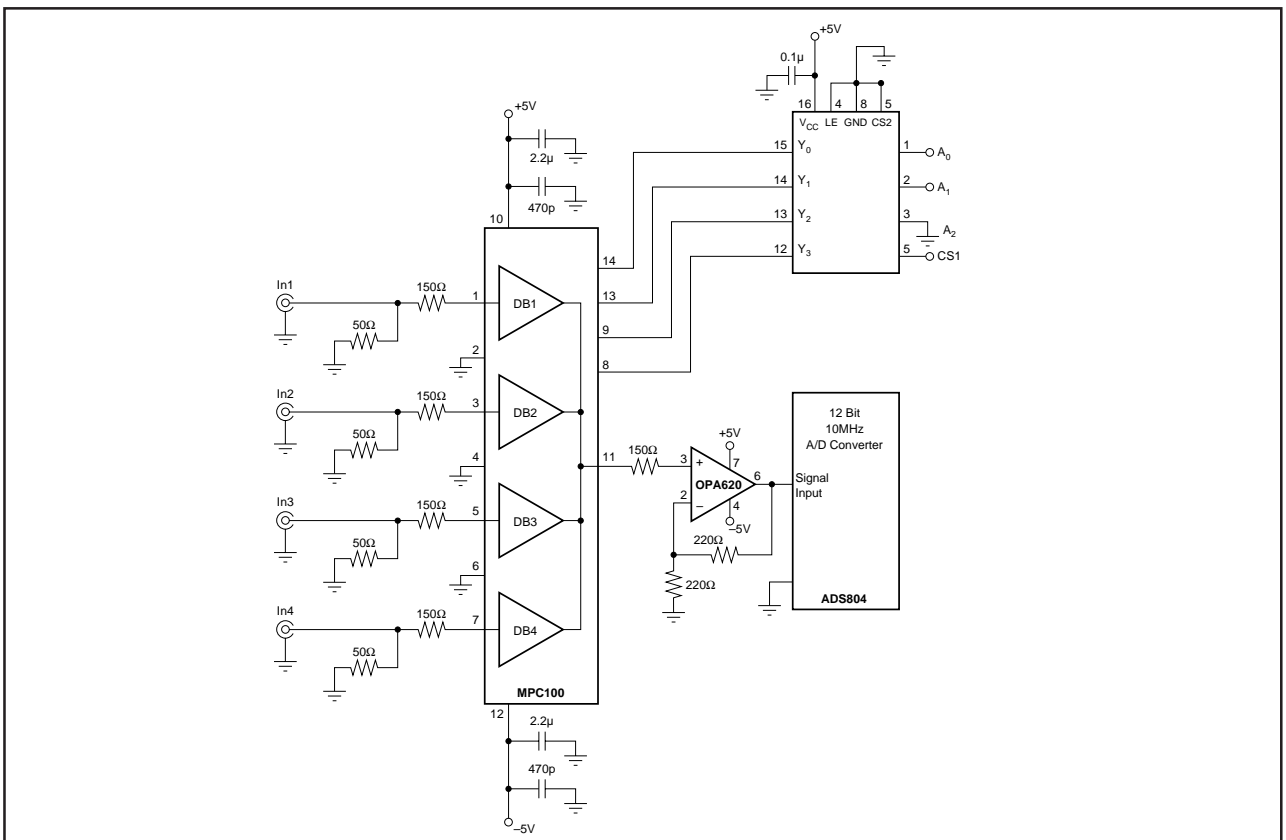 +5V
0.1µ
16 4 8 5
VCC LE GND CS2
15 Y0 1 A0
14 Y1 2 A1
13 Y2 3 A2
12 Y3 5 CS1
+5V
2.2µ
470p
10
14
13
9
8
In1
150Ω
1
DB1
50Ω
2
In2
150Ω
3
DB2
50Ω
4
In3
150Ω
5
DB3
50Ω
6
In4
150Ω
7
DB4
50Ω
MPC100
12
2.2µ
470p
–5V
11
150Ω
3
+
+5V
7
OPA620
6
2
–
4
–5V
220Ω
220Ω
12 Bit
10MHz
A/D Converter
Signal
Input
ADS804